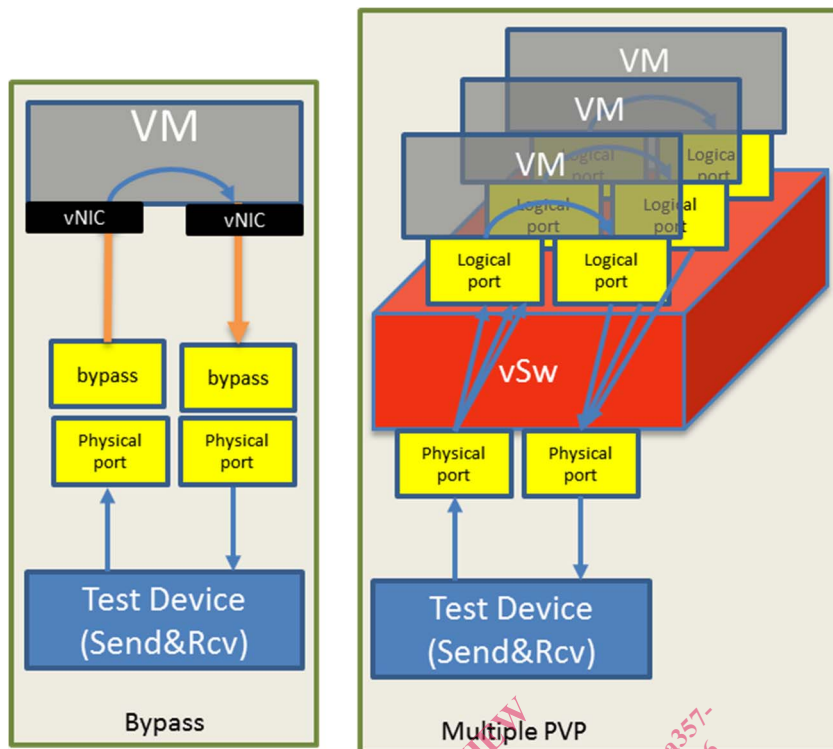 VM
vNIC
vNIC
bypass
bypass
Physical
port
Physical
port
Test Device
(Send&Rcv)
Bypass
VM
VM
VM
Logical
port
Logical
port
Logical
port
Logical
port
Logical
port
Logical
port
vSw
Physical
port
Physical
port
Test Device
(Send&Rcv)
Multiple PVP